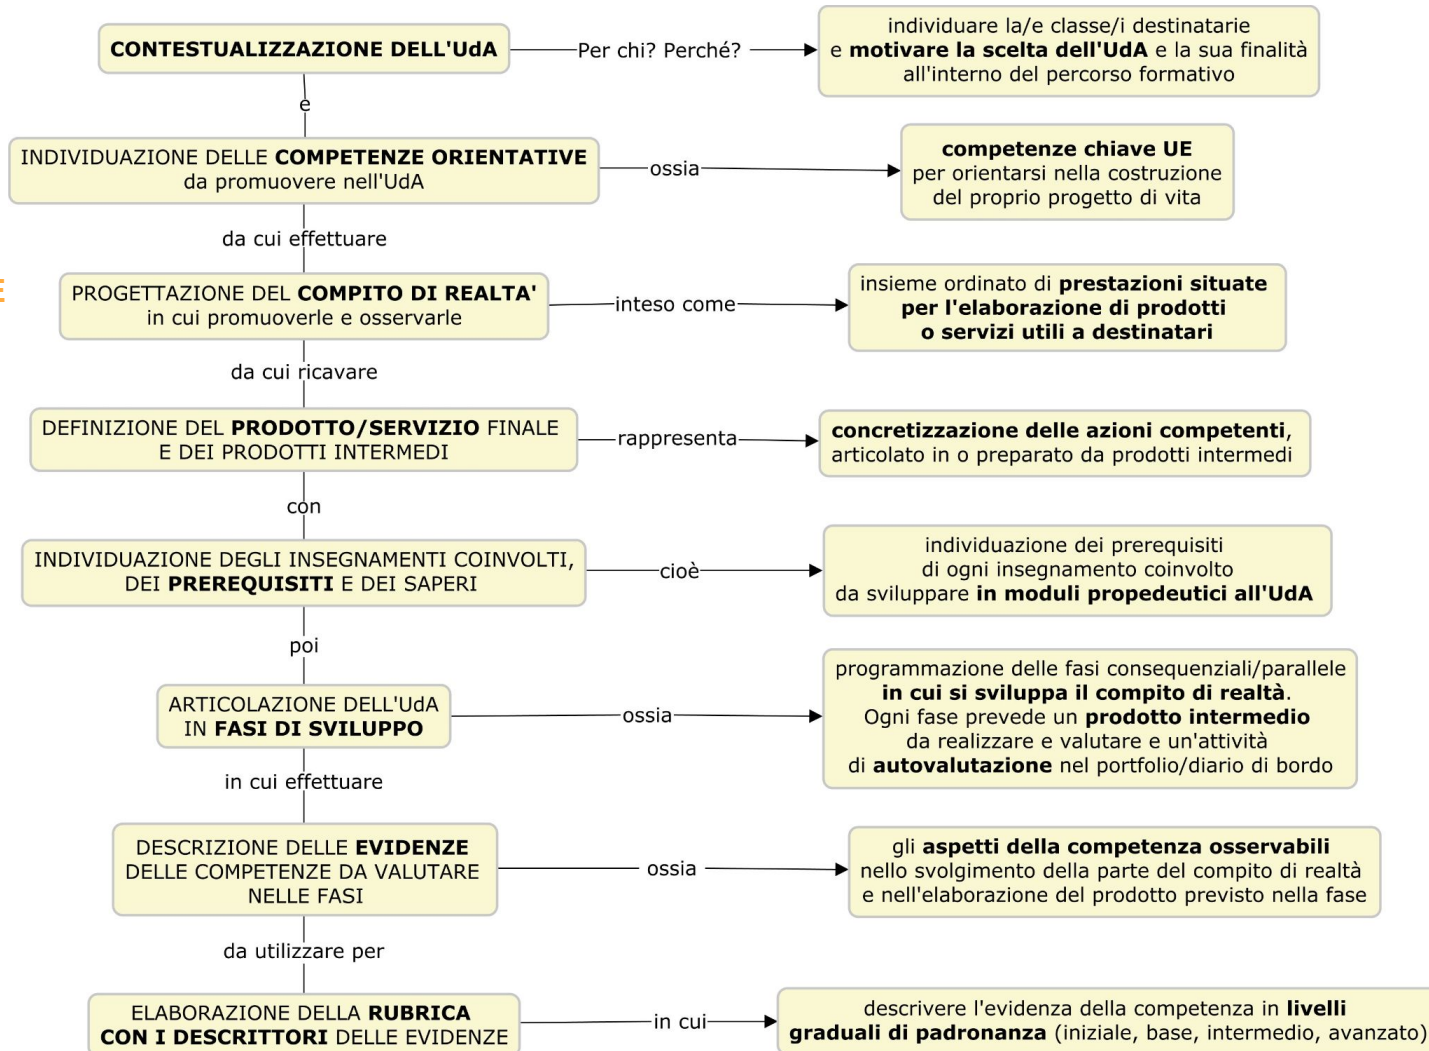 CONTESTUALIZZAZIONE DELL'UdA
Per chi? Perché?
individuare la/e classe/i destinatarie
e motivare la scelta dell'UdA e la sua finalità
all'interno del percorso formativo
e
INDIVIDUAZIONE DELLE COMPETENZE ORIENTATIVE
da promuovere nell'UdA
ossia
competenze chiave UE
per orientarsi nella costruzione
del proprio progetto di vita
da cui effettuare
E
PROGETTAZIONE DEL COMPITO DI REALTA'
in cui promuoverle e osservarle
inteso come
insieme ordinato di prestazioni situate
per l'elaborazione di prodotti
o servizi utili a destinatari
da cui ricavare
DEFINIZIONE DEL PRODOTTO/SERVIZIO FINALE
E DEI PRODOTTI INTERMEDI
rappresenta
concretizzazione delle azioni competenti,
articolato in o preparato da prodotti intermedi
con
INDIVIDUAZIONE DEGLI INSEGNAMENTI COINVOLTI,
DEI PREREQUISITI E DEI SAPERI
cioè
individuazione dei prerequisiti
di ogni insegnamento coinvolto
da sviluppare in moduli propedeutici all'UdA
poi
ARTICOLAZIONE DELL'UdA
IN FASI DI SVILUPPO
ossia
programmazione delle fasi consequenziali/parallele
in cui si sviluppa il compito di realtà.
Ogni fase prevede un prodotto intermedio
da realizzare e valutare e un'attività
di autovalutazione nel portfolio/diario di bordo
in cui effettuare
DESCRIZIONE DELLE EVIDENZE
DELLE COMPETENZE DA VALUTARE
NELLE FASI
ossia
gli aspetti della competenza osservabili
nello svolgimento della parte del compito di realtà
e nell'elaborazione del prodotto previsto nella fase
da utilizzare per
ELABORAZIONE DELLA RUBRICA
CON I DESCRITTORI DELLE EVIDENZE
in cui
descrivere l'evidenza della competenza in livelli
graduali di padronanza (iniziale, base, intermedio, avanzato)